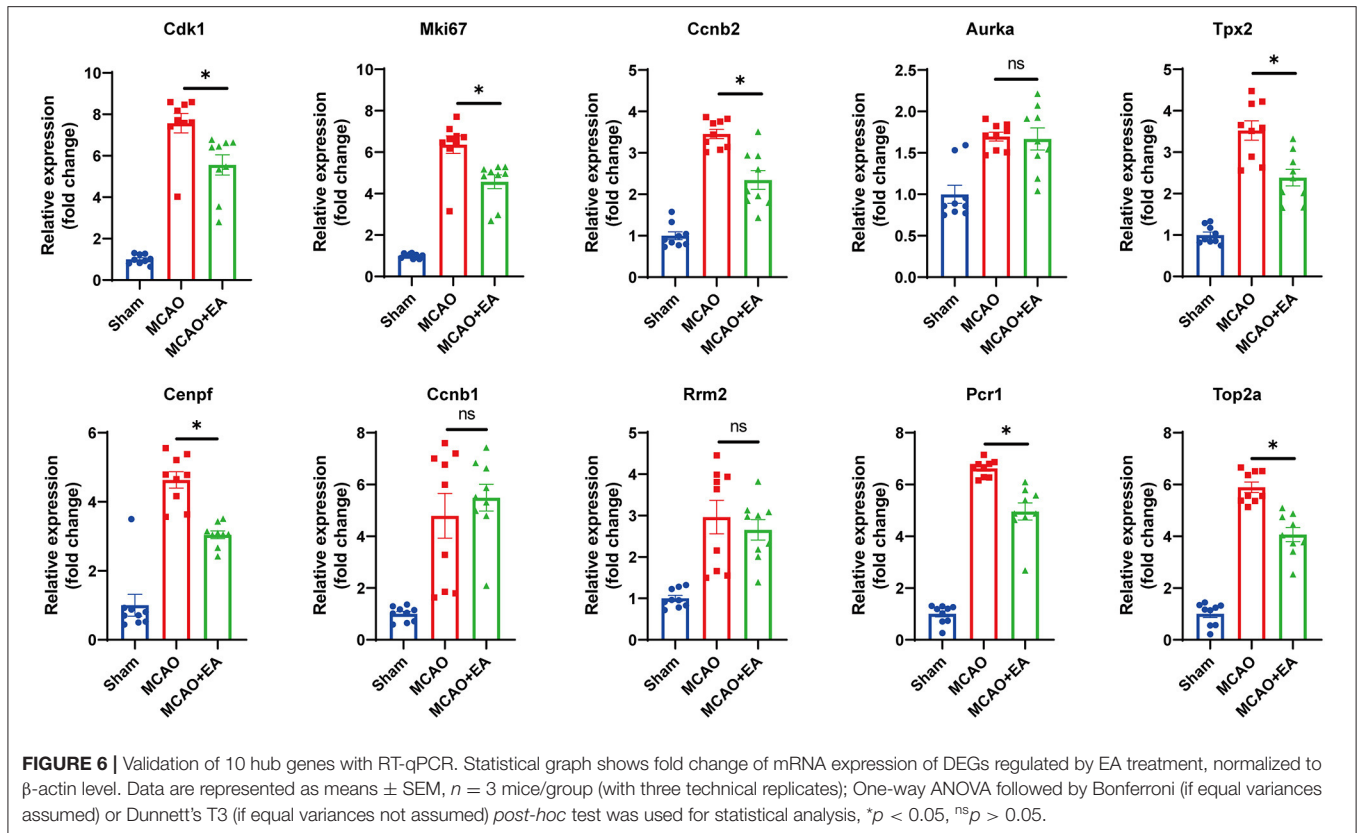 Cdk1
Mki67
Ccnb2
Aurka
Tpx2
Relative expression
(fold change)
10
8
6
4
2
0
*
Sham
MCAO
MCAO+EA
Relative expression
(fold change)
10
8
6
4
2
0
*
Sham
MCAO
MCAO+EA
Relative expression
(fold change)
5
4
3
2
1
0
*
Sham
MCAO
MCAO+EA
Relative expression
(fold change)
2.5
2.0
1.5
1.0
0.5
0.0
ns
Sham
MCAO
MCAO+EA
Relative expression
(fold change)
5
4
3
2
1
0
*
Sham
MCAO
MCAO+EA
Cenpf
Ccnb1
Rrm2
Pcr1
Top2a
Relative expression
(fold change)
6
4
2
0
*
Sham
MCAO
MCAO+EA
Relative expression
(fold change)
8
6
4
2
0
ns
Sham
MCAO
MCAO+EA
Relative expression
(fold change)
5
4
3
2
1
0
ns
Sham
MCAO
MCAO+EA
Relative expression
(fold change)
8
6
4
2
0
*
Sham
MCAO
MCAO+EA
Relative expression
(fold change)
8
6
4
2
0
*
Sham
MCAO
MCAO+EA
FIGURE 6 | Validation of 10 hub genes with RT-qPCR. Statistical graph shows fold change of mRNA expression of DEGs regulated by EA treatment, normalized to
β-actin level. Data are represented as means ± SEM, n = 3 mice/group (with three technical replicates); One-way ANOVA followed by Bonferroni (if equal variances
assumed) or Dunnett's T3 (if equal variances not assumed) post-hoc test was used for statistical analysis, *p < 0.05, nsp > 0.05.